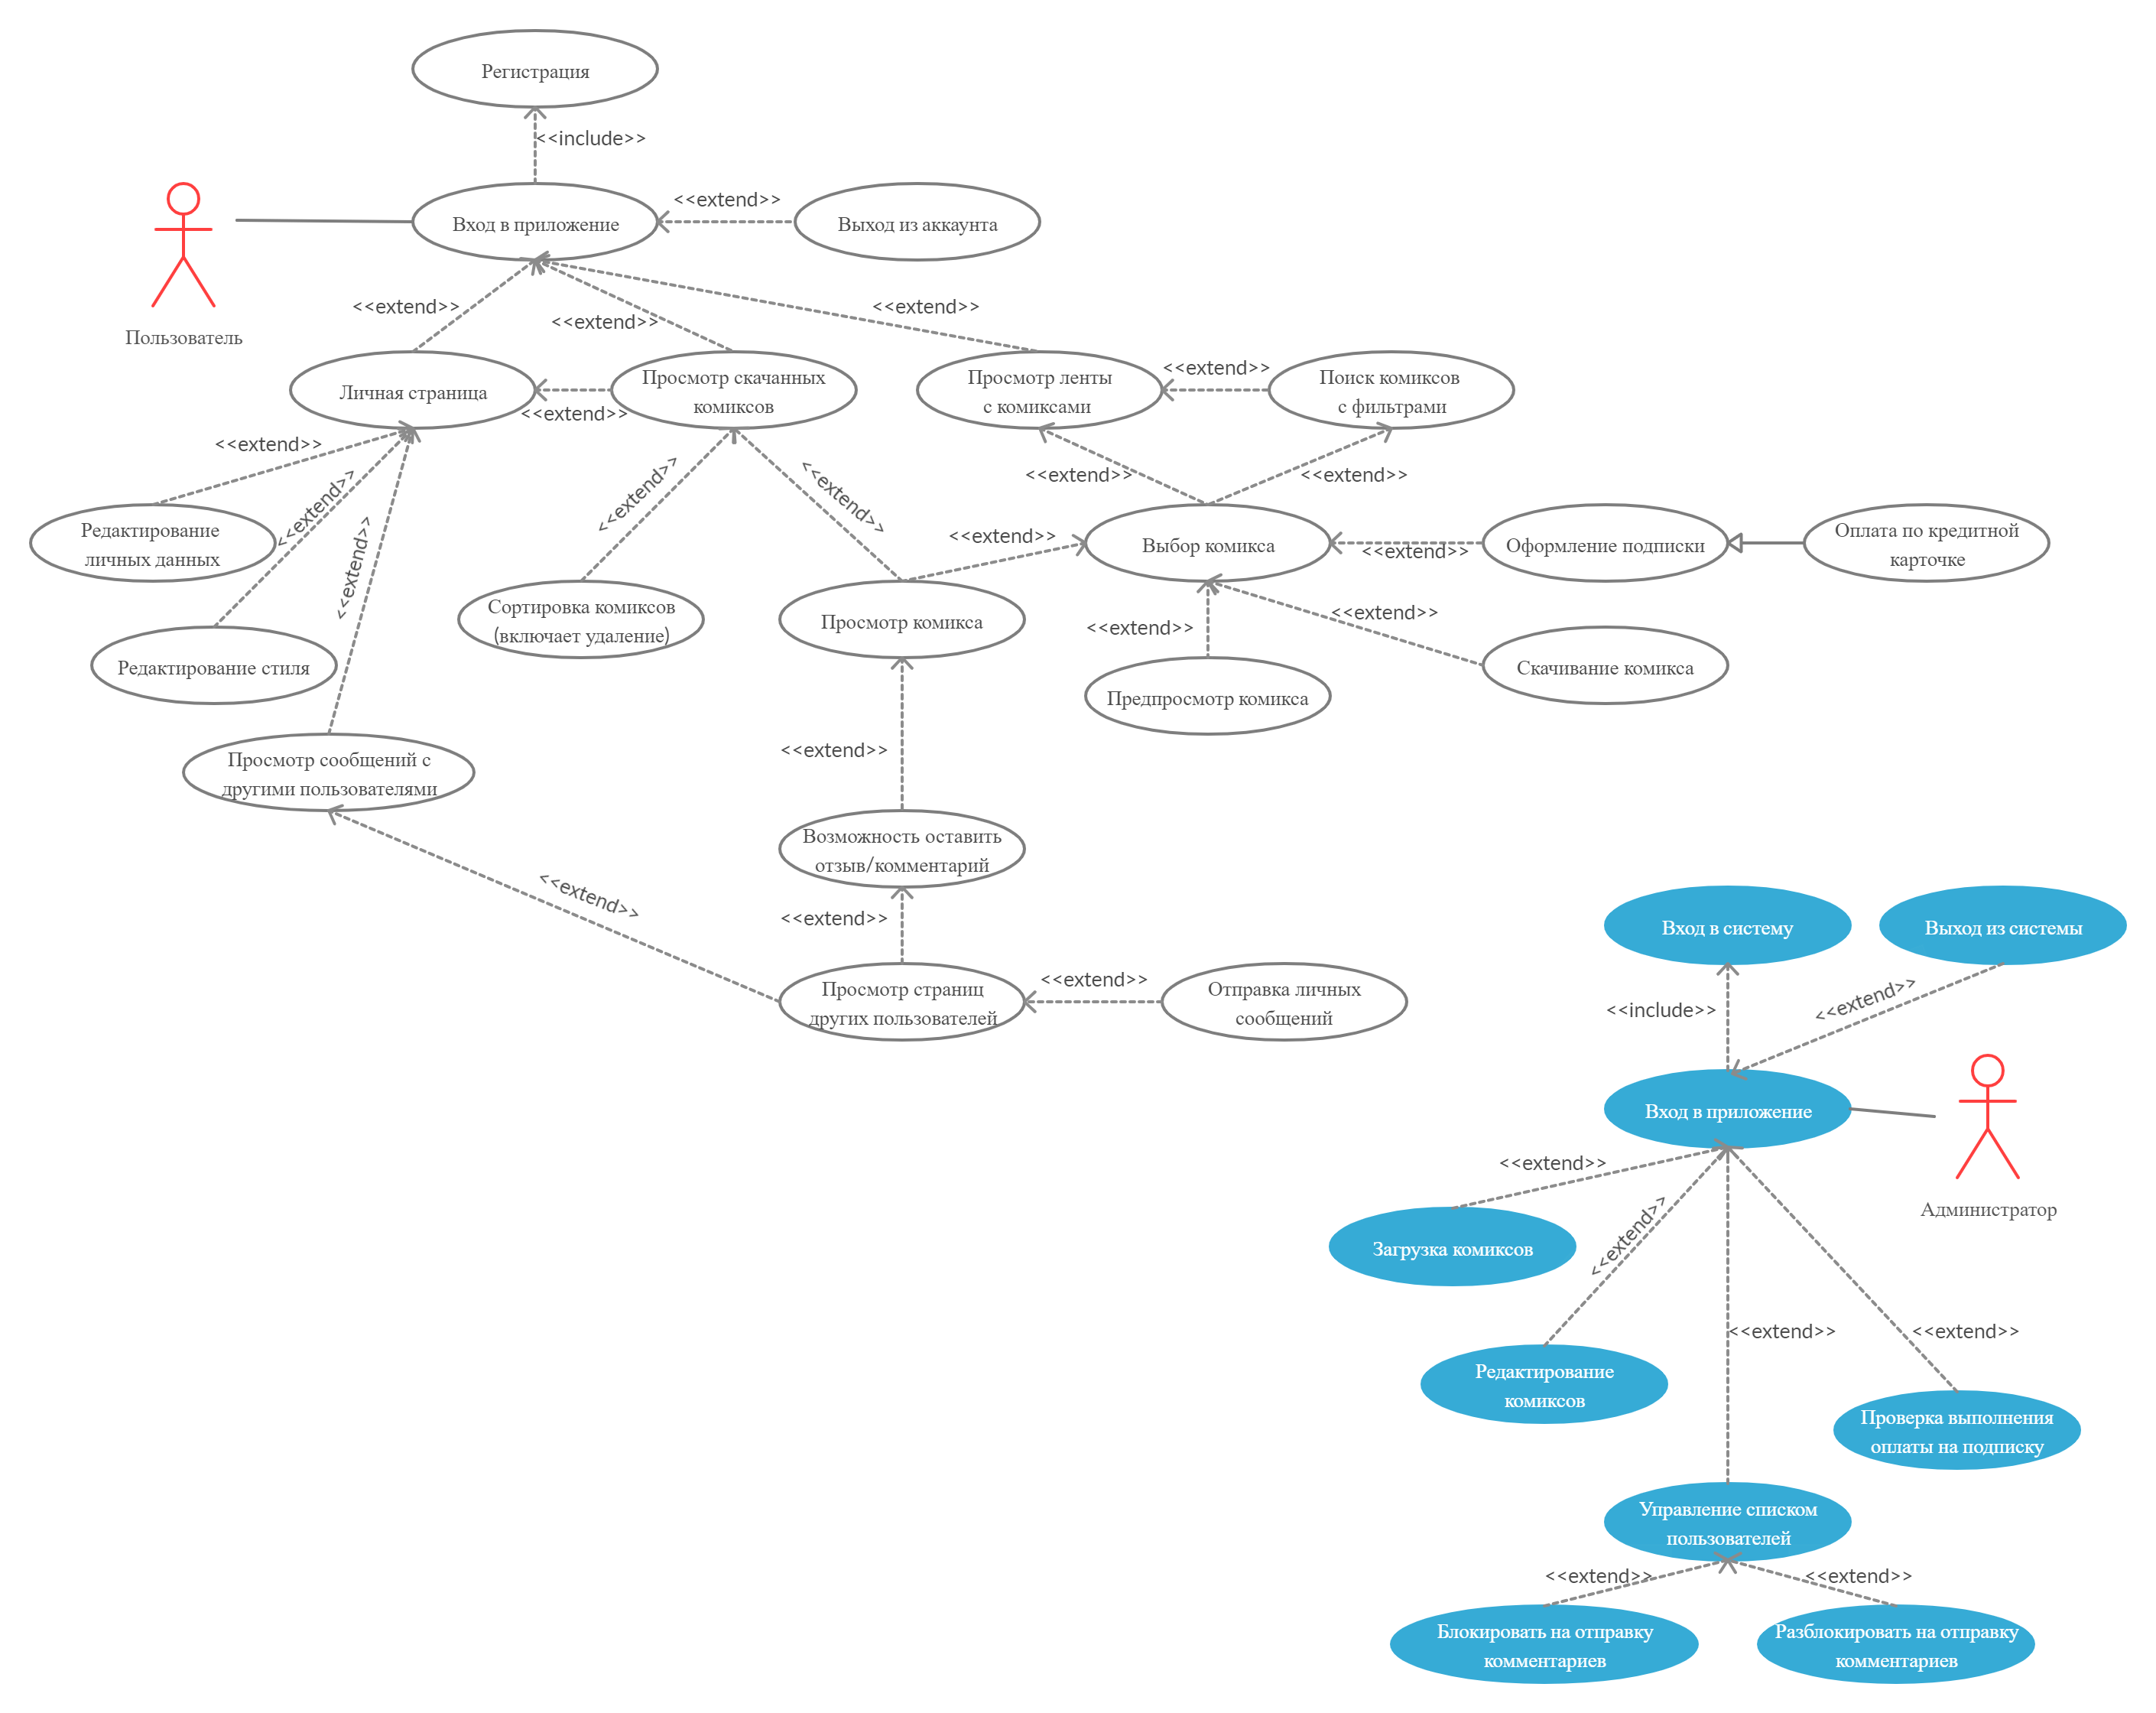 Регистрация
<<include>>
<<extend>>
Вход в приложение
Выход из аккаунта
Пользователь
<<extend>>
<<extend>>
<<extend>>
Личная страница
<<extend>>
Просмотр скачанных
комиксов
Просмотр ленты
с комиксами
<<extend>>
Поиск комиксов
с фильтрами
<<extend>>
<<extend>>
<<extend>>
<<extend>>
<<extend>>
<<extend>>
<<extend>>
Редактирование
личных данных
<<extend>>
<<extend>>
Выбор комикса
<<extend>>
Оформление подписки
Оплата по кредитной
карточке
Сортировка комиксов
(включает удаление)
Просмотр комикса
<<extend>>
<<extend>>
Редактирование стиля
Предпросмотр комикса
Скачивание комикса
Просмотр сообщений с
другими пользователями
<<extend>>
Возможность оставить
отзыв/комментарий
<<extend>>
<<extend>>
Просмотр страниц
других пользователей
<<extend>>
Отправка личных
сообщений
Вход в систему
Выход из системы
<<include>>
<<extend>>
Вход в приложение
Администратор
<<extend>>
<<extend>>
Загрузка комиксов
<<extend>>
<<extend>>
Редактирование
комиксов
Проверка выполнения
оплаты на подписку
Управление списком
пользователей
<<extend>>
<<extend>>
Блокировать на отправку
комментариев
Разблокировать на отправку
комментариев